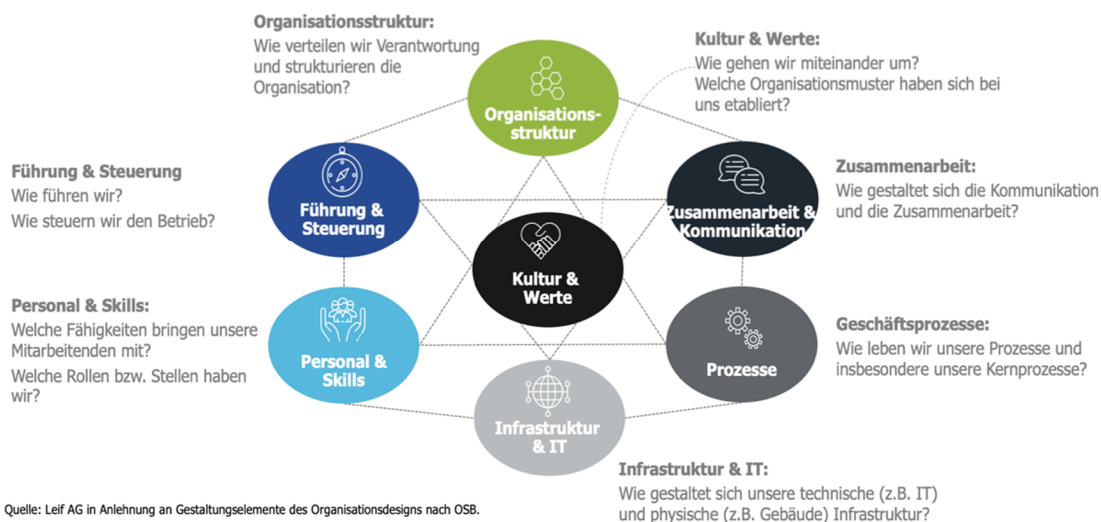 Organisationsstruktur:
Wie verteilen wir Verantwortung
und strukturieren die
Organisation?
Kultur & Werte:
Wie gehen wir miteinander um?
Welche Organisationsmuster haben sich bei
uns etabliert?
Organisations-
struktur
Führung & Steuerung
Wie führen wir?
Wie steuern wir den Betrieb?
Führung &
Steuerung
Zusammenarbeit &
Kommunikation
Zusammenarbeit:
Wie gestaltet sich die Kommunikation
und die Zusammenarbeit?
Kultur &
Werte
Personal & Skills:
Welche Fähigkeiten bringen unsere
Mitarbeitenden mit?
Welche Rollen bzw. Stellen haben
wir?
Personal &
Skills
Prozesse
Geschäftsprozesse:
Wie leben wir unsere Prozesse und
insbesondere unsere Kernprozesse?
Infrastruktur
& IT
Infrastruktur & IT:
Wie gestaltet sich unsere technische (z.B. IT)
und physische (z.B. Gebäude) Infrastruktur?
Quelle: Leif AG in Anlehnung an Gestaltungselemente des Organisationsdesigns nach OSB.